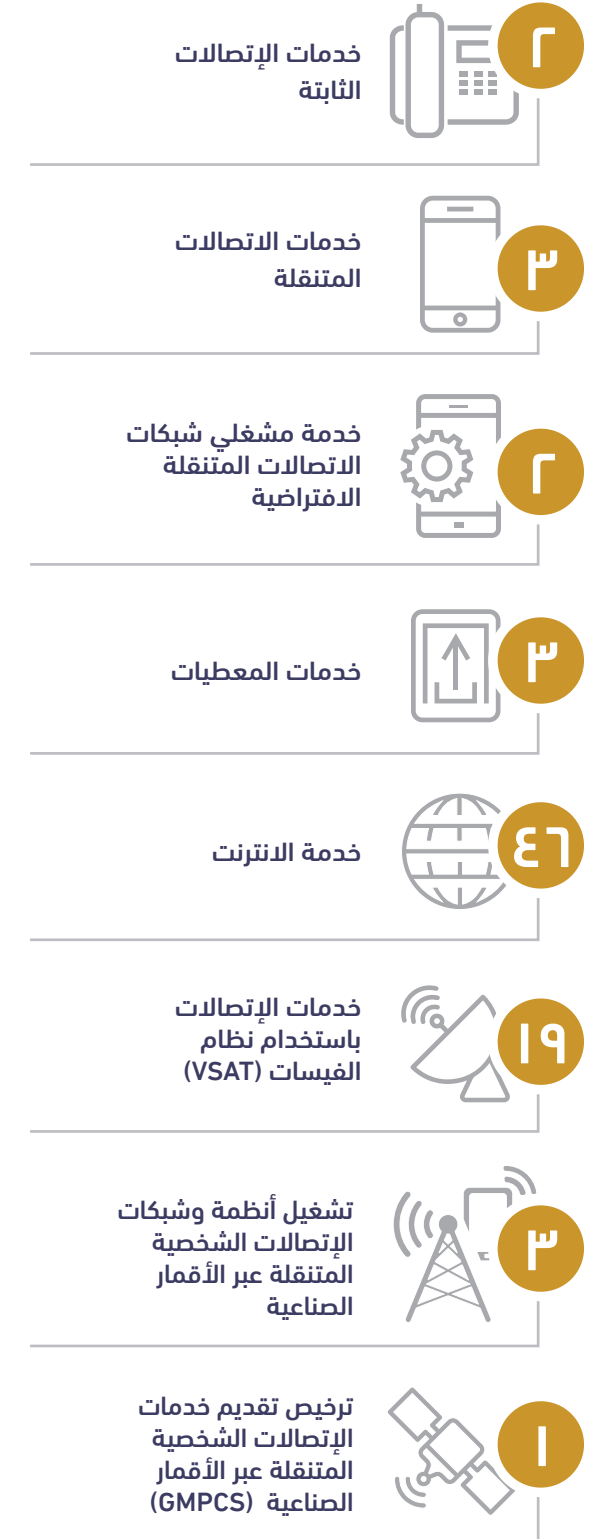 ٢
خدمات الإتصالات
الثابتة
٣
خدمات الاتصالات
المتنقلة
٢
خدمة مشغلي شبكات
الاتصالات المتنقلة
الافتراضية
٣
خدمات المعطيات
٤٦
خدمة الانترنت
١٩
خدمات الإتصالات
باستخدام نظام
الفيسات (VSAT)
٣
تشغيل أنظمة وشبكات
الإتصالات الشخصية
المتنقلة عبر الأقمار
الصناعية
١
ترخيص تقديم خدمات
الإتصالات الشخصية
المتنقلة عبر الأقمار
الصناعية (GMPCS)